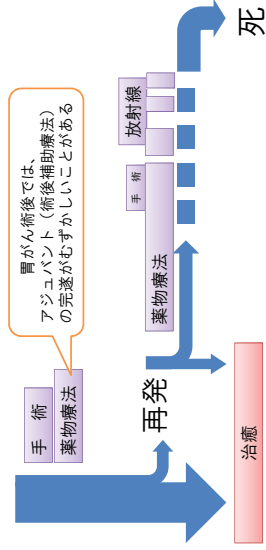 胃がん術後では、
アジュバント（術後補助療法）
の完遂がむずかしいことがある
手 術
薬物療法
再発
治癒
手 術
薬物療法
放射線
死